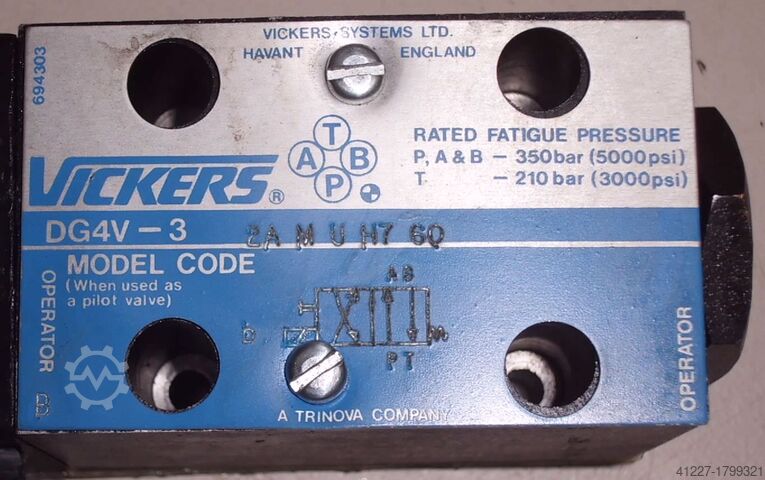 VICKERS SYSTEMS LTD.
HAVANT ENGLAND
694303
T
A B
P
RATED FATIGUE PRESSURE
P, A & B – 350bar (5000psi)
T – 210 bar (3000psi)
VICKERS®
DG4V – 3 2A M U H7 60
MODEL CODE
(When used as
a pilot valve)
OPERATOR
B
A B
D
P T
OPERATOR
A TRINOVA COMPANY
41227-1799321